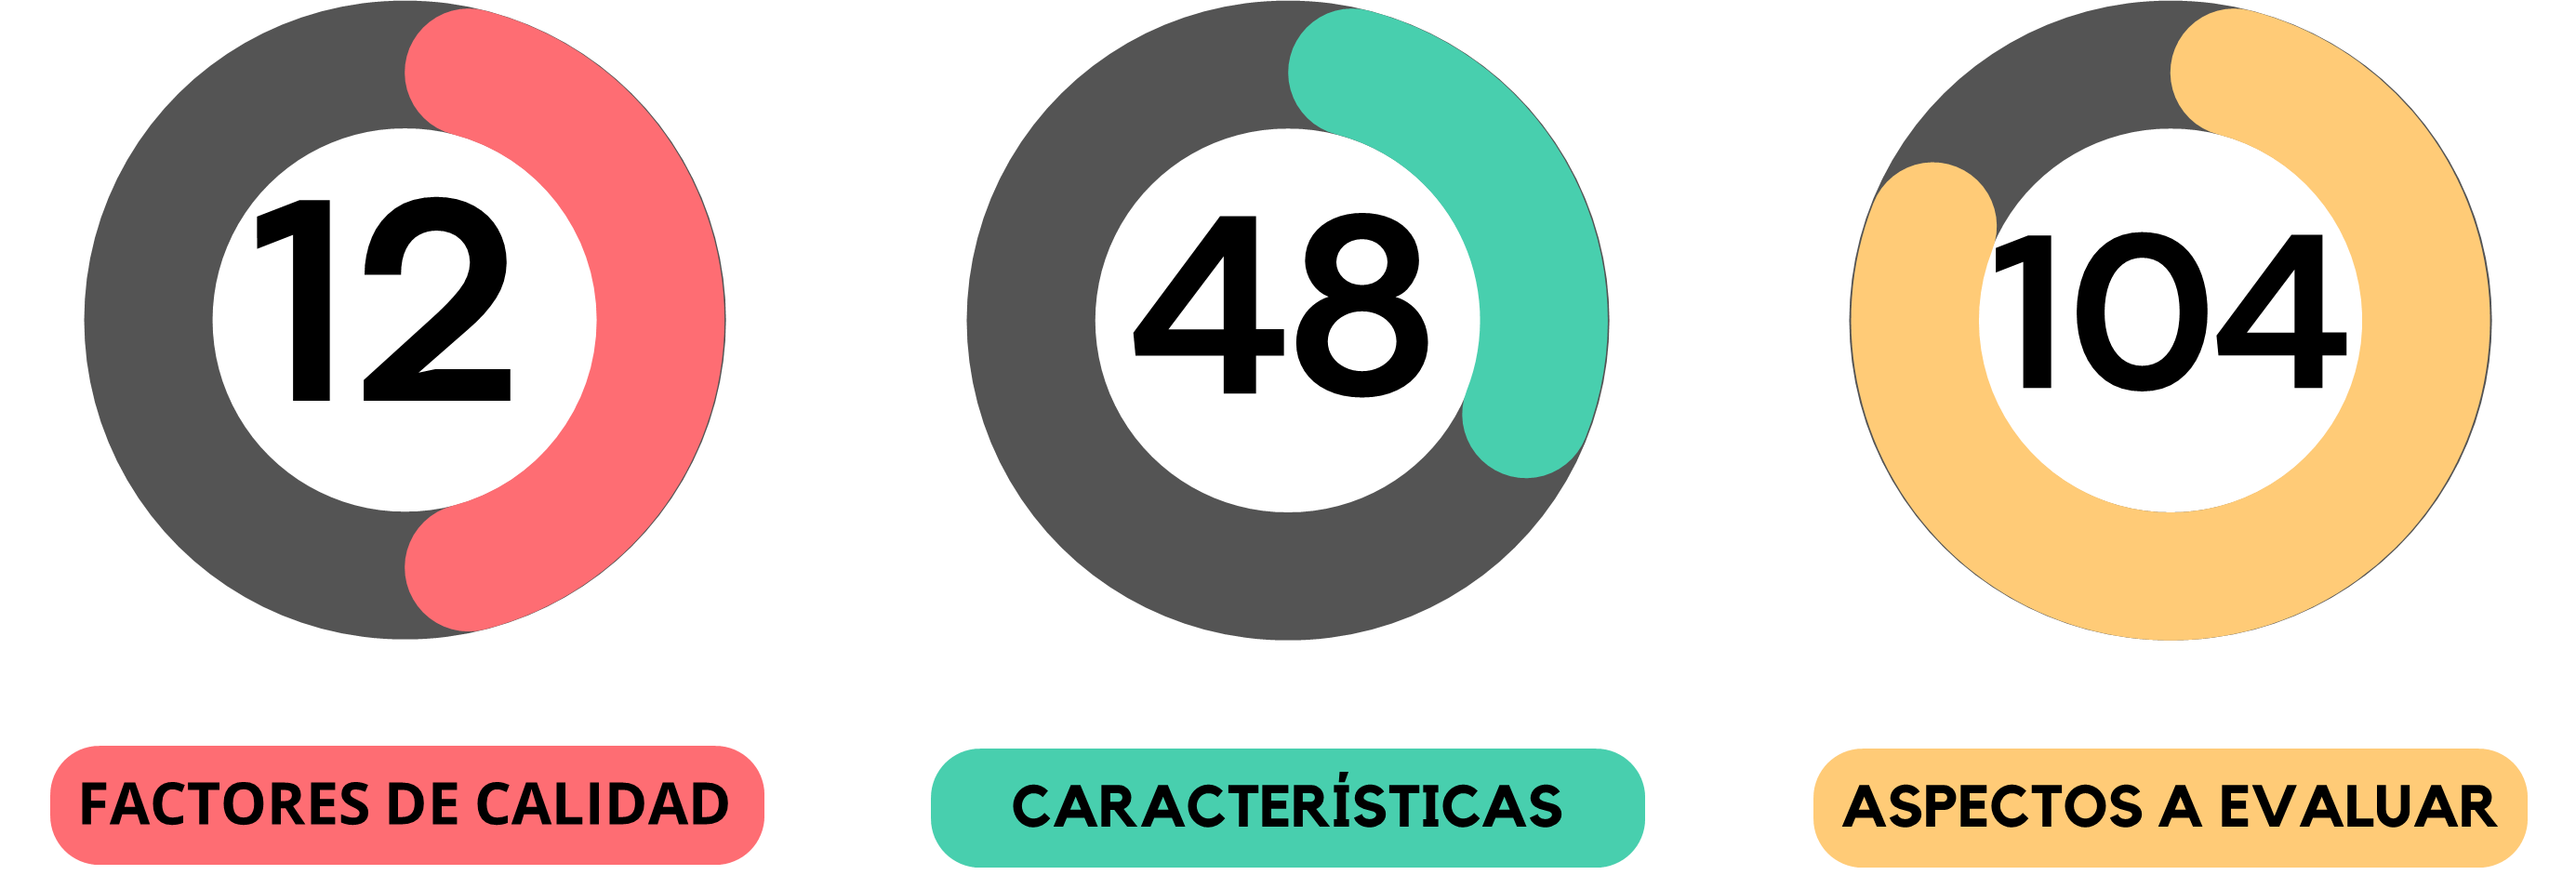 12
48
104
FACTORES DE CALIDAD
CARACTERÍSTICAS
ASPECTOS A EVALUAR